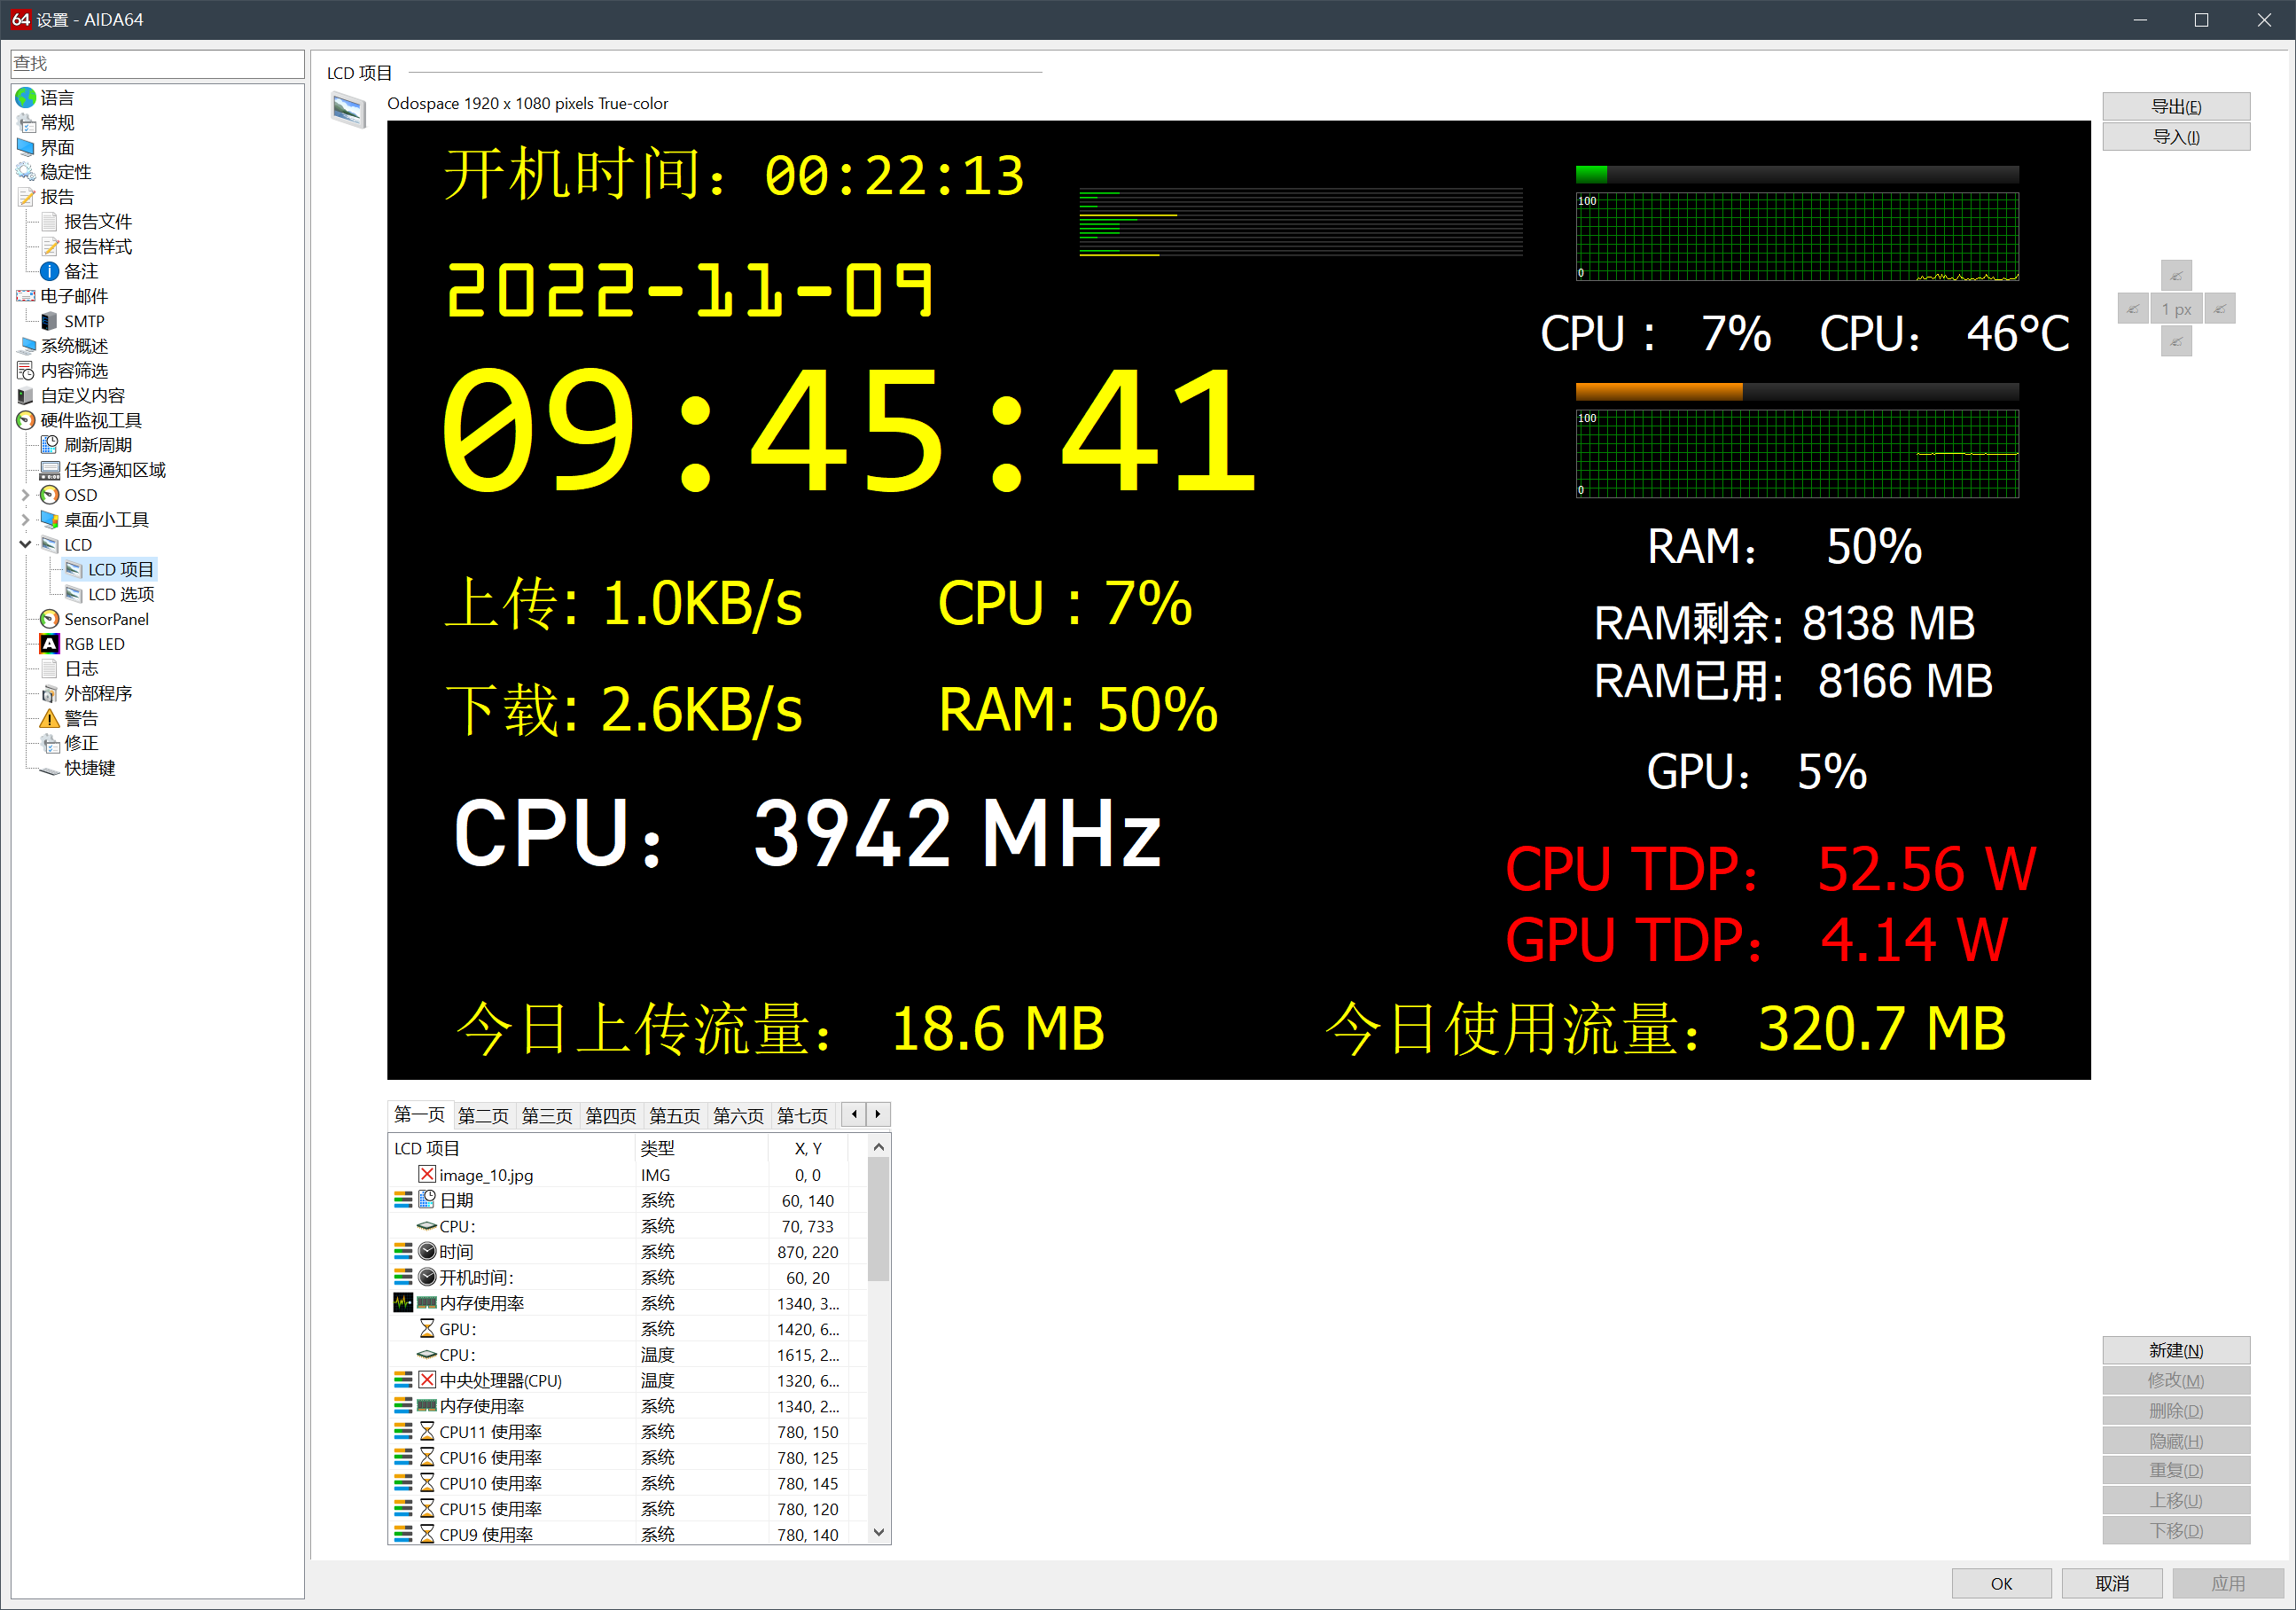 64 设置 - AIDA64
查找
语言
常规
界面
稳定性
报告
报告文件
报告样式
备注
电子邮件
SMTP
系统概述
内容筛选
自定义内容
硬件监视工具
刷新周期
任务通知区域
OSD
桌面小工具
LCD
LCD 项目
LCD 选项
SensorPanel
RGB LED
日志
外部程序
警告
修正
快捷键
LCD 项目
Odospace 1920 x 1080 pixels True-color
开机时间: 00:22:13
2022-11-09
09:45:41
上传: 1.0KB/s CPU : 7%
下载: 2.6KB/s RAM: 50%
CPU: 3942 MHz
今日上传流量: 18.6 MB
100
0
CPU : 7% CPU: 46°C
100
0
RAM: 50%
RAM剩余: 8138 MB
RAM已用: 8166 MB
GPU: 5%
CPU TDP: 52.56 W
GPU TDP: 4.14 W
今日使用流量: 320.7 MB
第一页 第二页 第三页 第四页 第五页 第六页 第七页
LCD 项目 类型 X, Y
image_10.jpg IMG 0, 0
日期 系统 60, 140
CPU: 系统 70, 733
时间 系统 870, 220
开机时间: 系统 60, 20
内存使用率 系统 1340, 3...
GPU: 系统 1420, 6...
CPU: 温度 1615, 2...
中央处理器(CPU) 温度 1320, 6...
内存使用率 系统 1340, 2...
CPU11 使用率 系统 780, 150
CPU16 使用率 系统 780, 125
CPU10 使用率 系统 780, 145
CPU15 使用率 系统 780, 120
CPU9 使用率 系统 780, 140
导出(E)
导入(I)
1 px
新建(N)
修改(M)
删除(D)
隐藏(H)
重复(D)
上移(U)
下移(D)
OK 取消 应用